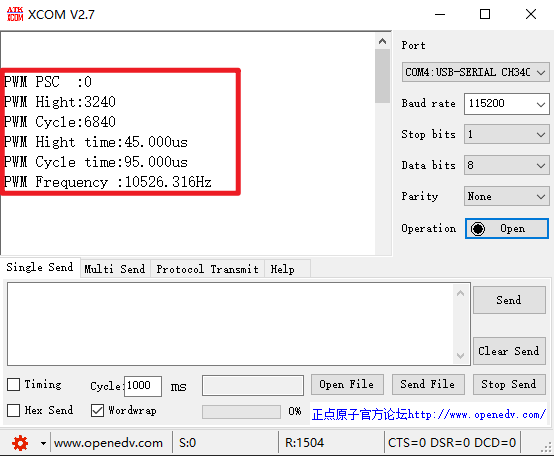 ATK
XCOM
XCOM V2.7
PWM PSC :0
PWM Hight:3240
PWM Cycle:6840
PWM Hight time:45.000us
PWM Cycle time:95.000us
PWM Frequency :10526.316Hz
Port
COM4:USB-SERIAL CH340
Baud rate 115200
Stop bits 1
Data bits 8
Parity None
Operation Open
Single Send Multi Send Protocol Transmit Help
Send
Clear Send
Timing Cycle:1000 ms Open File Send File Stop Send
Hex Send Wordwrap 0% 正点原子官方论坛http://www.openedv.com/
www.openedv.com S:0 R:1504 CTS=0 DSR=0 DCD=0